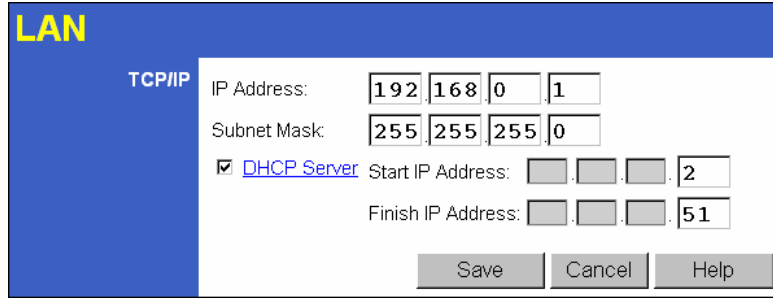 LAN
TCP/IP
IP Address: 192.168.0.1
Subnet Mask: 255.255.255.0
DHCP Server Start IP Address: . . . 2
Finish IP Address: . . . 51
Save Cancel Help